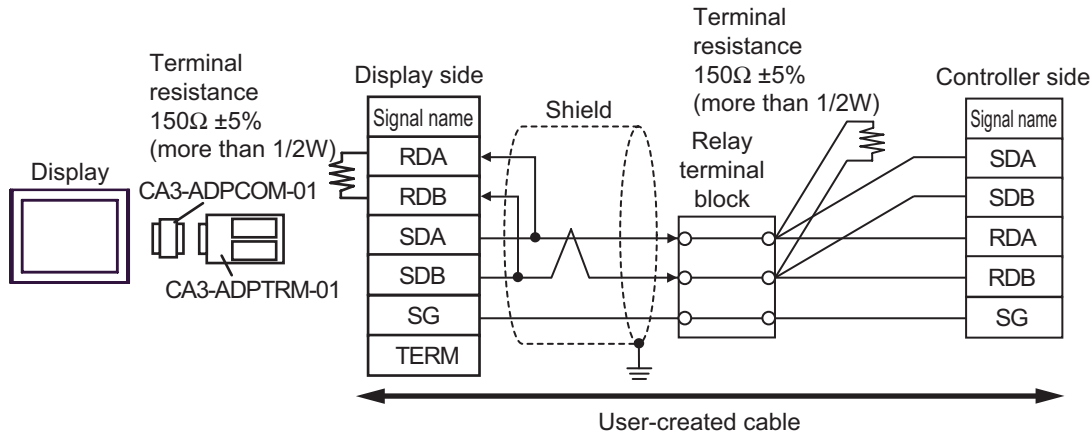 Terminal
resistance
150Ω ±5%
(more than 1/2W)
Display
CA3-ADPCOM-01
CA3-ADPTRM-01
Display side
Signal name
RDA
RDB
SDA
SDB
SG
TERM
Shield
Terminal
resistance
150Ω ±5%
(more than 1/2W)
Relay
terminal
block
Controller side
Signal name
SDA
SDB
RDA
RDB
SG
User-created cable